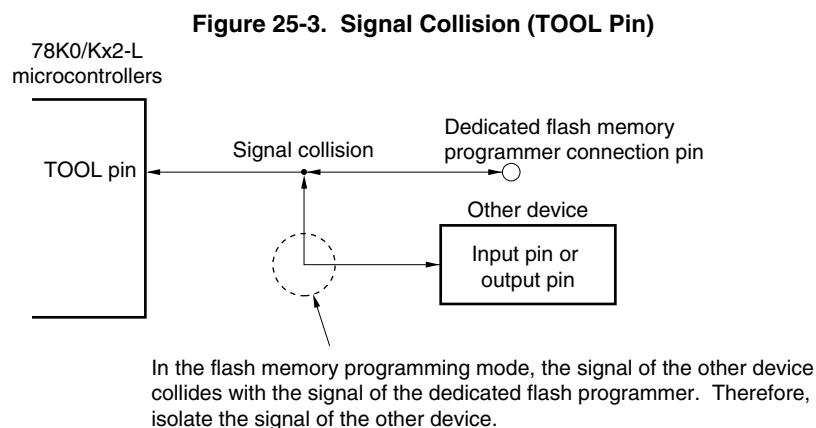 Figure 25-3. Signal Collision (TOOL Pin)
78K0/Kx2-L
microcontrollers
TOOL pin
Signal collision
Dedicated flash memory
programmer connection pin
Other device
Input pin or
output pin
In the flash memory programming mode, the signal of the other device
collides with the signal of the dedicated flash programmer. Therefore,
isolate the signal of the other device.